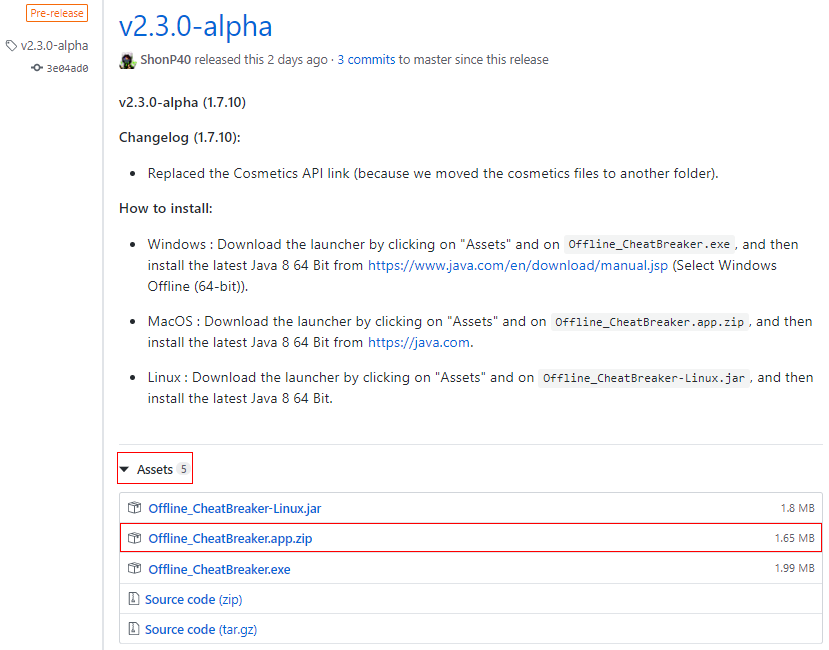 Pre-release
v2.3.0-alpha
3e04ad0
v2.3.0-alpha
ShonP40 released this 2 days ago · 3 commits to master since this release
v2.3.0-alpha (1.7.10)
Changelog (1.7.10):
• Replaced the Cosmetics API link (because we moved the cosmetics files to another folder).
How to install:
• Windows : Download the launcher by clicking on "Assets" and on Offline_CheatBreaker.exe, and then
install the latest Java 8 64 Bit from https://www.java.com/en/download/manual.jsp (Select Windows
Offline (64-bit)).
• MacOS : Download the launcher by clicking on "Assets" and on Offline_CheatBreaker.app.zip, and then
install the latest Java 8 64 Bit from https://java.com.
• Linux : Download the launcher by clicking on "Assets" and on Offline_CheatBreaker-Linux.jar, and then
install the latest Java 8 64 Bit.
Assets 5
Offline_CheatBreaker-Linux.jar 1.8 MB
Offline_CheatBreaker.app.zip 1.65 MB
Offline_CheatBreaker.exe 1.99 MB
Source code (zip)
Source code (tar.gz)